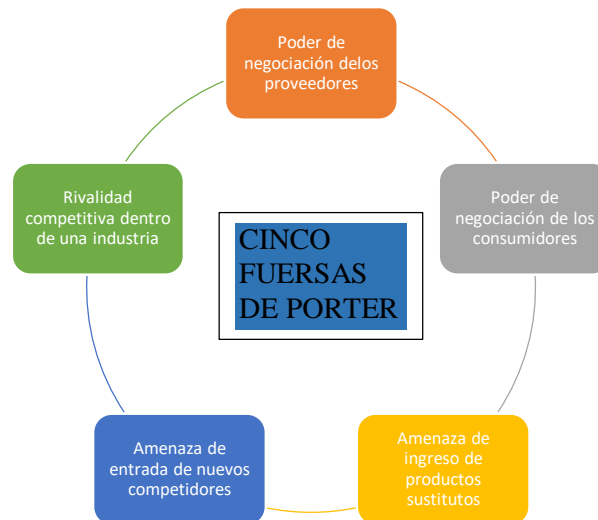 Poder de
negociación delos
proveedores
Rivalidad
competitiva dentro
de una industria
Poder de
negociación de los
consumidores
CINCO
FUERSAS
DE PORTER
Amenaza de
entrada de nuevos
competidores
Amenaza de
ingreso de
productos
sustitutos